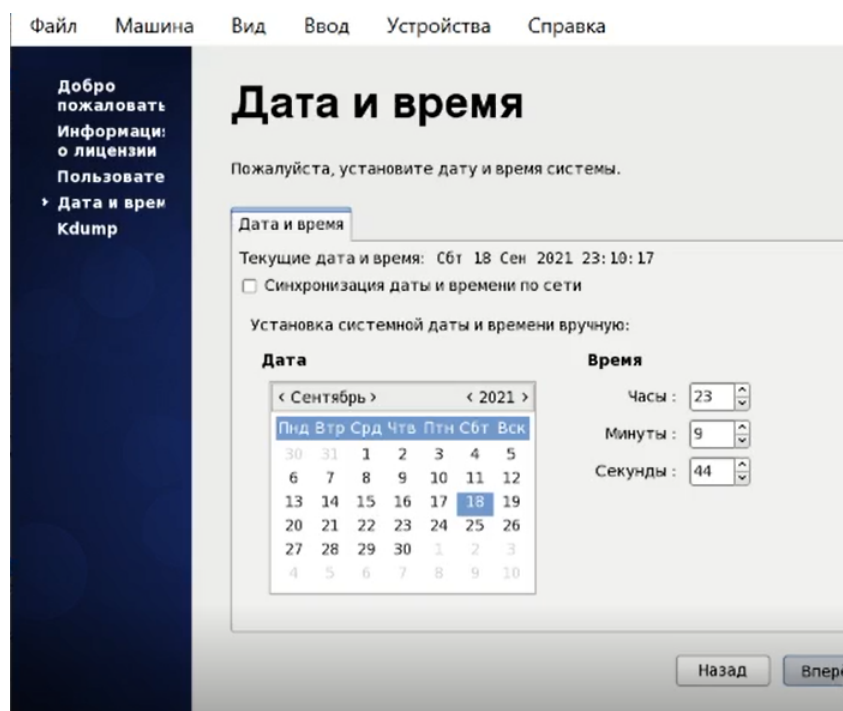 Файл Машина Вид Ввод Устройства Справка
Добро
пожаловать
Информаци
о лицензии
Пользовате
Дата и врем
Kdump
Дата и время
Пожалуйста, установите дату и время системы.
Дата и время
Текущие дата и время: Сбт 18 Сен 2021 23:10:17
Синхронизация даты и времени по сети
Установка системной даты и времени вручную:
Дата
< Сентябрь > < 2021 >
Пнд Втр Срд Чтв Птн Сбт Вск
30 31 1 2 3 4 5
6 7 8 9 10 11 12
13 14 15 16 17 18 19
20 21 22 23 24 25 26
27 28 29 30 1 2 3
4 5 6 7 8 9 10
Время
Часы : 23
Минуты : 9
Секунды : 44
Назад Впер